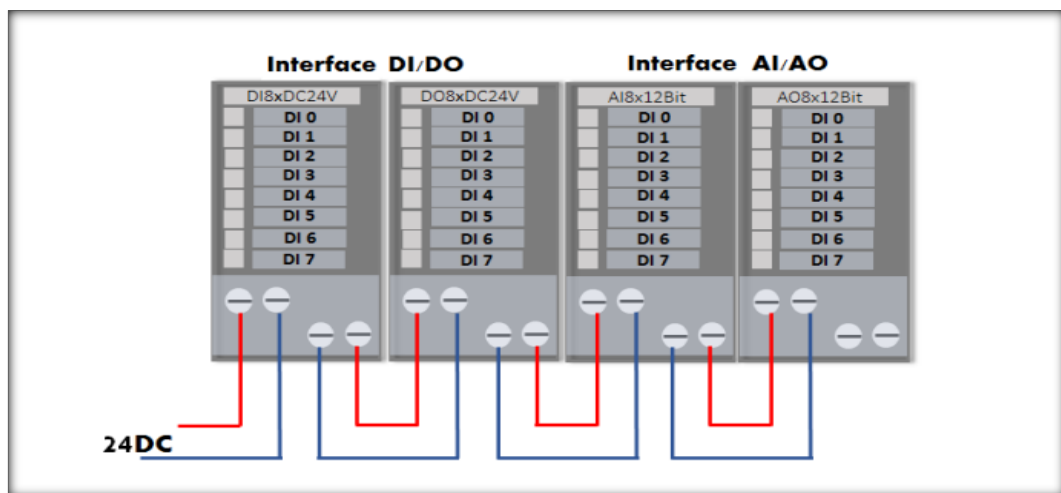 Interface DI/DO
Interface AI/AO
DI8xDC24V
DI 0
DI 1
DI 2
DI 3
DI 4
DI 5
DI 6
DI 7
DO8xDC24V
DI 0
DI 1
DI 2
DI 3
DI 4
DI 5
DI 6
DI 7
AI8x12Bit
DI 0
DI 1
DI 2
DI 3
DI 4
DI 5
DI 6
DI 7
AO8x12Bit
DI 0
DI 1
DI 2
DI 3
DI 4
DI 5
DI 6
DI 7
24DC